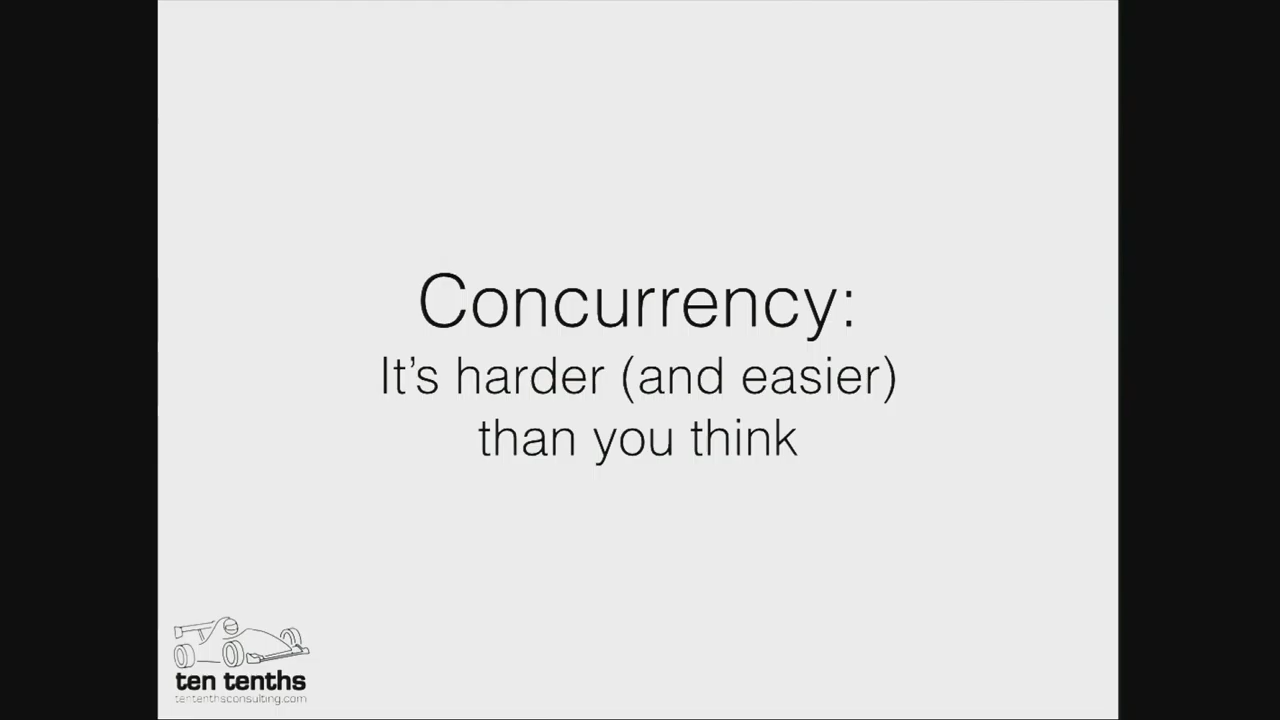 Concurrency:
It's harder (and easier)
than you think
ten tenths
tententhsconsulting.com